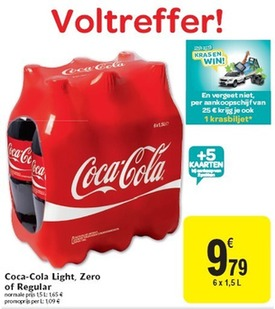 Voltreffer!
KRAS EN
WIN!
En vergeet niet,
per aankoopschijf van
25 € krijg je ook
1 krasbiljet*
Coca-Cola
Coca-Cola
6 x 1,5L
+5
KAARTEN
Coca-Cola Light, Zero
of Regular
normale prijs 1,5 L: 1,65 €
promoprijs per L: 1,09 €
€
9,79
6 x 1,5 L